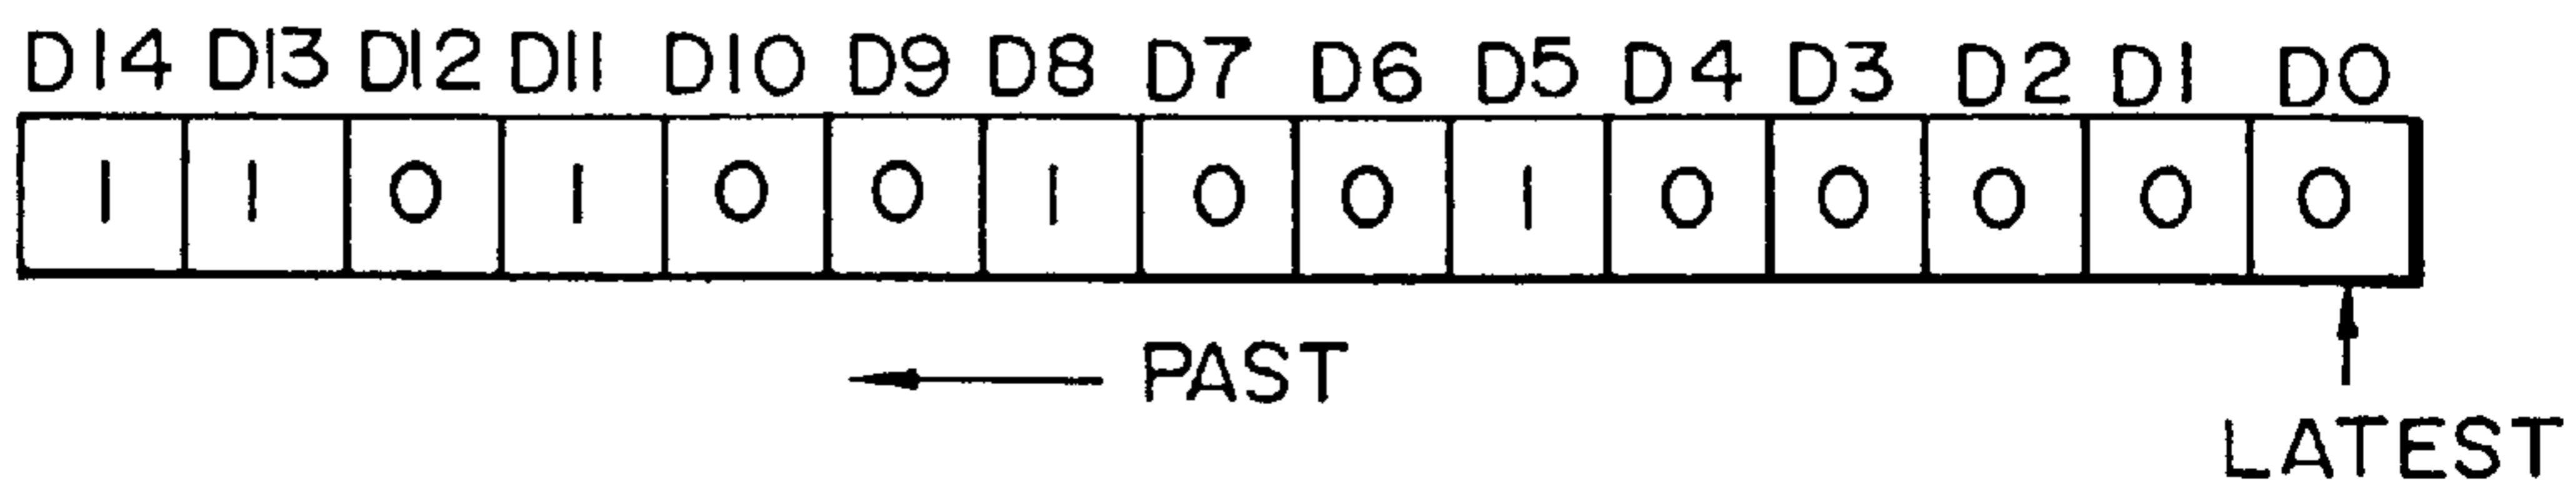 D14 D13 D12 D11 D10 D9 D8 D7 D6 D5 D4 D3 D2 D1 D0
1 1 0 1 0 0 1 0 0 1 0 0 0 0 0
PAST
LATEST